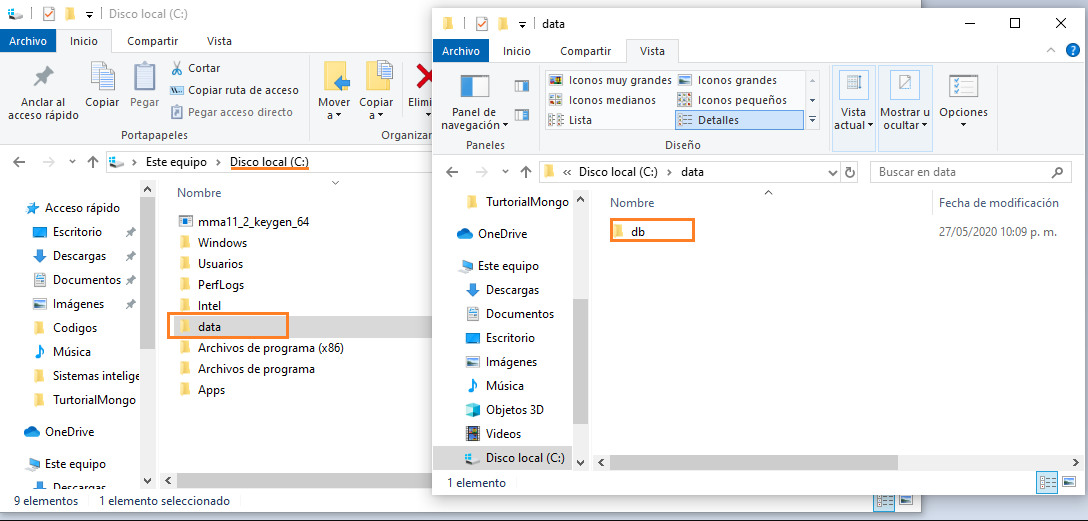 Disco local (C:)
Archivo
Inicio
Compartir
Vista
Anclar al
acceso rápido
Copiar
Pegar
Cortar
Copiar ruta de acceso
Pegar acceso directo
Portapapeles
Mover
a
Copiar
a
Elimi
Organizar
Este equipo
Disco local (C:)
Acceso rápido
Escritorio
Descargas
Documentos
Imágenes
Codigos
Música
Sistemas intelige
TurtorialMongo
OneDrive
Este equipo
Descargas
Nombre
mma11_2_keygen_64
Windows
Usuarios
PerfLogs
Intel
data
Archivos de programa (x86)
Archivos de programa
Apps
9 elementos
1 elemento seleccionado
data
Archivo
Inicio
Compartir
Vista
Panel de
navegación
Paneles
Iconos muy grandes
Iconos grandes
Iconos medianos
Iconos pequeños
Lista
Detalles
Diseño
Vista
actual
Mostrar u
ocultar
Opciones
« Disco local (C:)
data
Buscar en data
TurtorialMongo
OneDrive
Este equipo
Descargas
Documentos
Escritorio
Imágenes
Música
Objetos 3D
Videos
Disco local (C:)
Nombre
Fecha de modificación
db
27/05/2020 10:09 p. m.
1 elemento